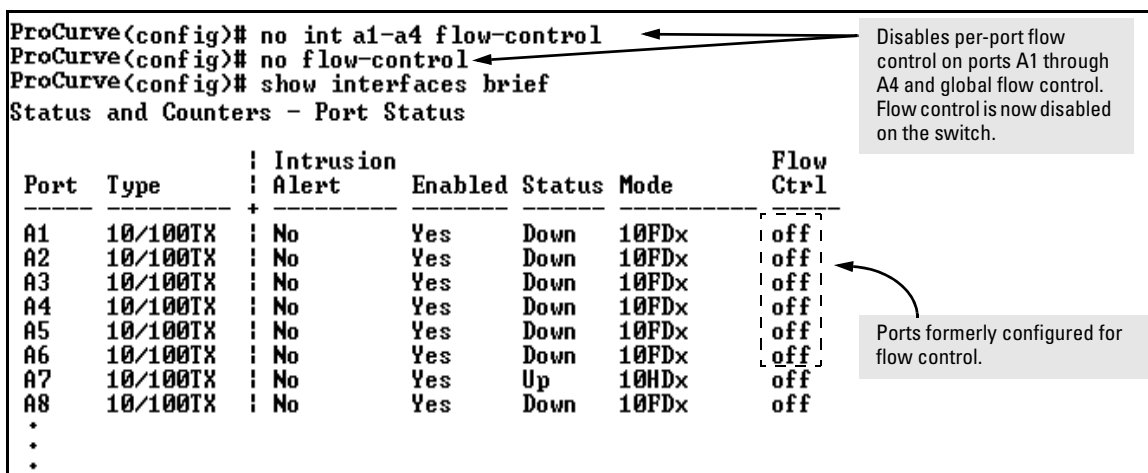 ProCurve(config)# no int a1-a4 flow-control
ProCurve(config)# no flow-control
ProCurve(config)# show interfaces brief
Status and Counters - Port Status
Disables per-port flow
control on ports A1 through
A4 and global flow control.
Flow control is now disabled
on the switch.
| Intrusion Flow
Port Type | Alert Enabled Status Mode Ctrl
----- --------- + --------- ------- ------ ---------- -----
A1 10/100TX | No Yes Down 10FDx off
A2 10/100TX | No Yes Down 10FDx off
A3 10/100TX | No Yes Down 10FDx off
A4 10/100TX | No Yes Down 10FDx off
A5 10/100TX | No Yes Down 10FDx off
A6 10/100TX | No Yes Down 10FDx off
A7 10/100TX | No Yes Up 10HDx off
A8 10/100TX | No Yes Down 10FDx off
.
.
.
Ports formerly configured for
flow control.